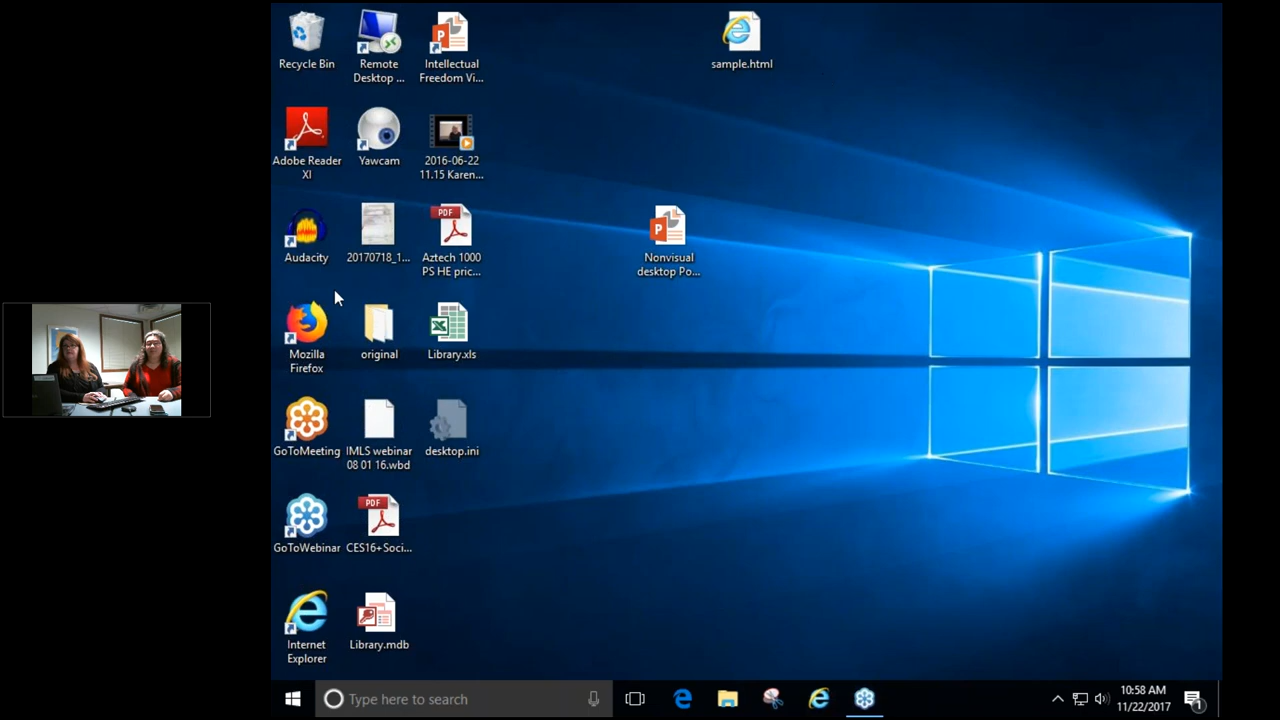 Recycle Bin
Remote
Desktop ...
Intellectual
Freedom Vi...
sample.html
Adobe Reader
XI
Yawcam
2016-06-22
11.15 Karen...
Audacity
20170718_1...
PDF
Aztech 1000
PS HE pric...
Nonvisual
desktop Po...
Mozilla
Firefox
original
Library.xls
GoToMeeting
IMLS webinar
08 01 16.wbd
desktop.ini
GoToWebinar
PDF
CES16+Soci...
Internet
Explorer
Library.mdb
Type here to search
10:58 AM
11/22/2017
1